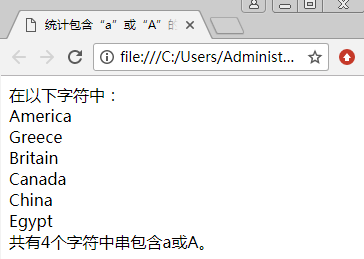 统计包含“a”或“A”的
file:///C:/Users/Administ...
在以下字符中：
America
Greece
Britain
Canada
China
Egypt
共有4个字符中串包含a或A。